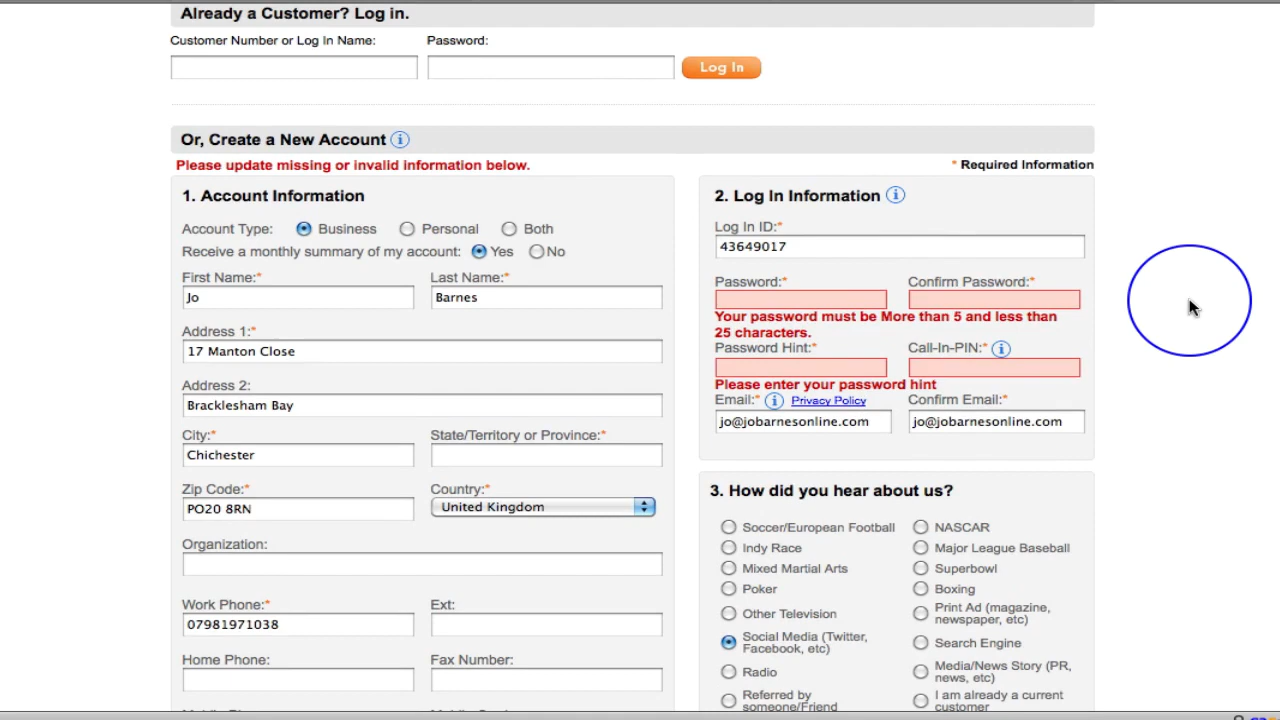 Already a Customer? Log in.
Customer Number or Log In Name: Password:
Log In
Or, Create a New Account i
Please update missing or invalid information below.
* Required Information
1. Account Information
Account Type: Business Personal Both
Receive a monthly summary of my account: Yes No
First Name:* Last Name:*
Jo Barnes
Address 1:*
17 Manton Close
Address 2:
Bracklesham Bay
City:* State/Territory or Province:*
Chichester
Zip Code:* Country:*
PO20 8RN United Kingdom
Organization:
Work Phone:* Ext:
07981971038
Home Phone: Fax Number:
2. Log In Information i
Log In ID:*
43649017
Password:* Confirm Password:*
Your password must be More than 5 and less than
25 characters.
Password Hint:* Call-In-PIN:* i
Please enter your password hint
Email:* i Privacy Policy Confirm Email:*
jo@jobarnesonline.com jo@jobarnesonline.com
3. How did you hear about us?
Soccer/European Football NASCAR
Indy Race Major League Baseball
Mixed Martial Arts Superbowl
Poker Boxing
Other Television Print Ad (magazine,
newspaper, etc)
Social Media (Twitter,
Facebook, etc) Search Engine
Radio Media/News Story (PR,
news, etc)
Referred by I am already a current
someone/Friend customer